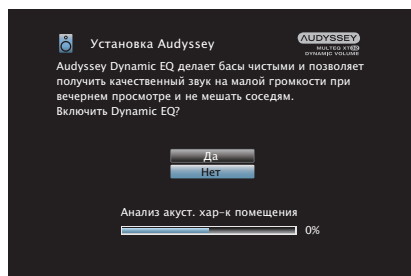 Установка Audyssey
AUDYSSEY
MULTEQ XT32
DYNAMIC VOLUME
Audyssey Dynamic EQ делает басы чистыми и позволяет
получить качественный звук на малой громкости при
вечернем просмотре и не мешать соседям.
Включить Dynamic EQ?
Да
Нет
Анализ акуст. хар-к помещения
0%